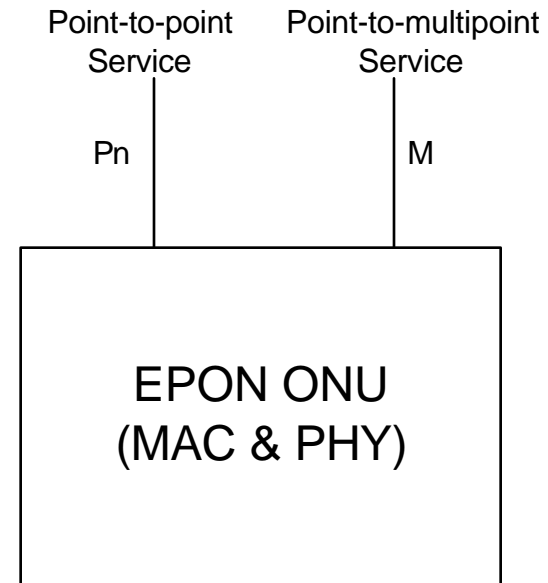 Point-to-point
Service
Point-to-multipoint
Service
Pn
M
EPON ONU
(MAC & PHY)